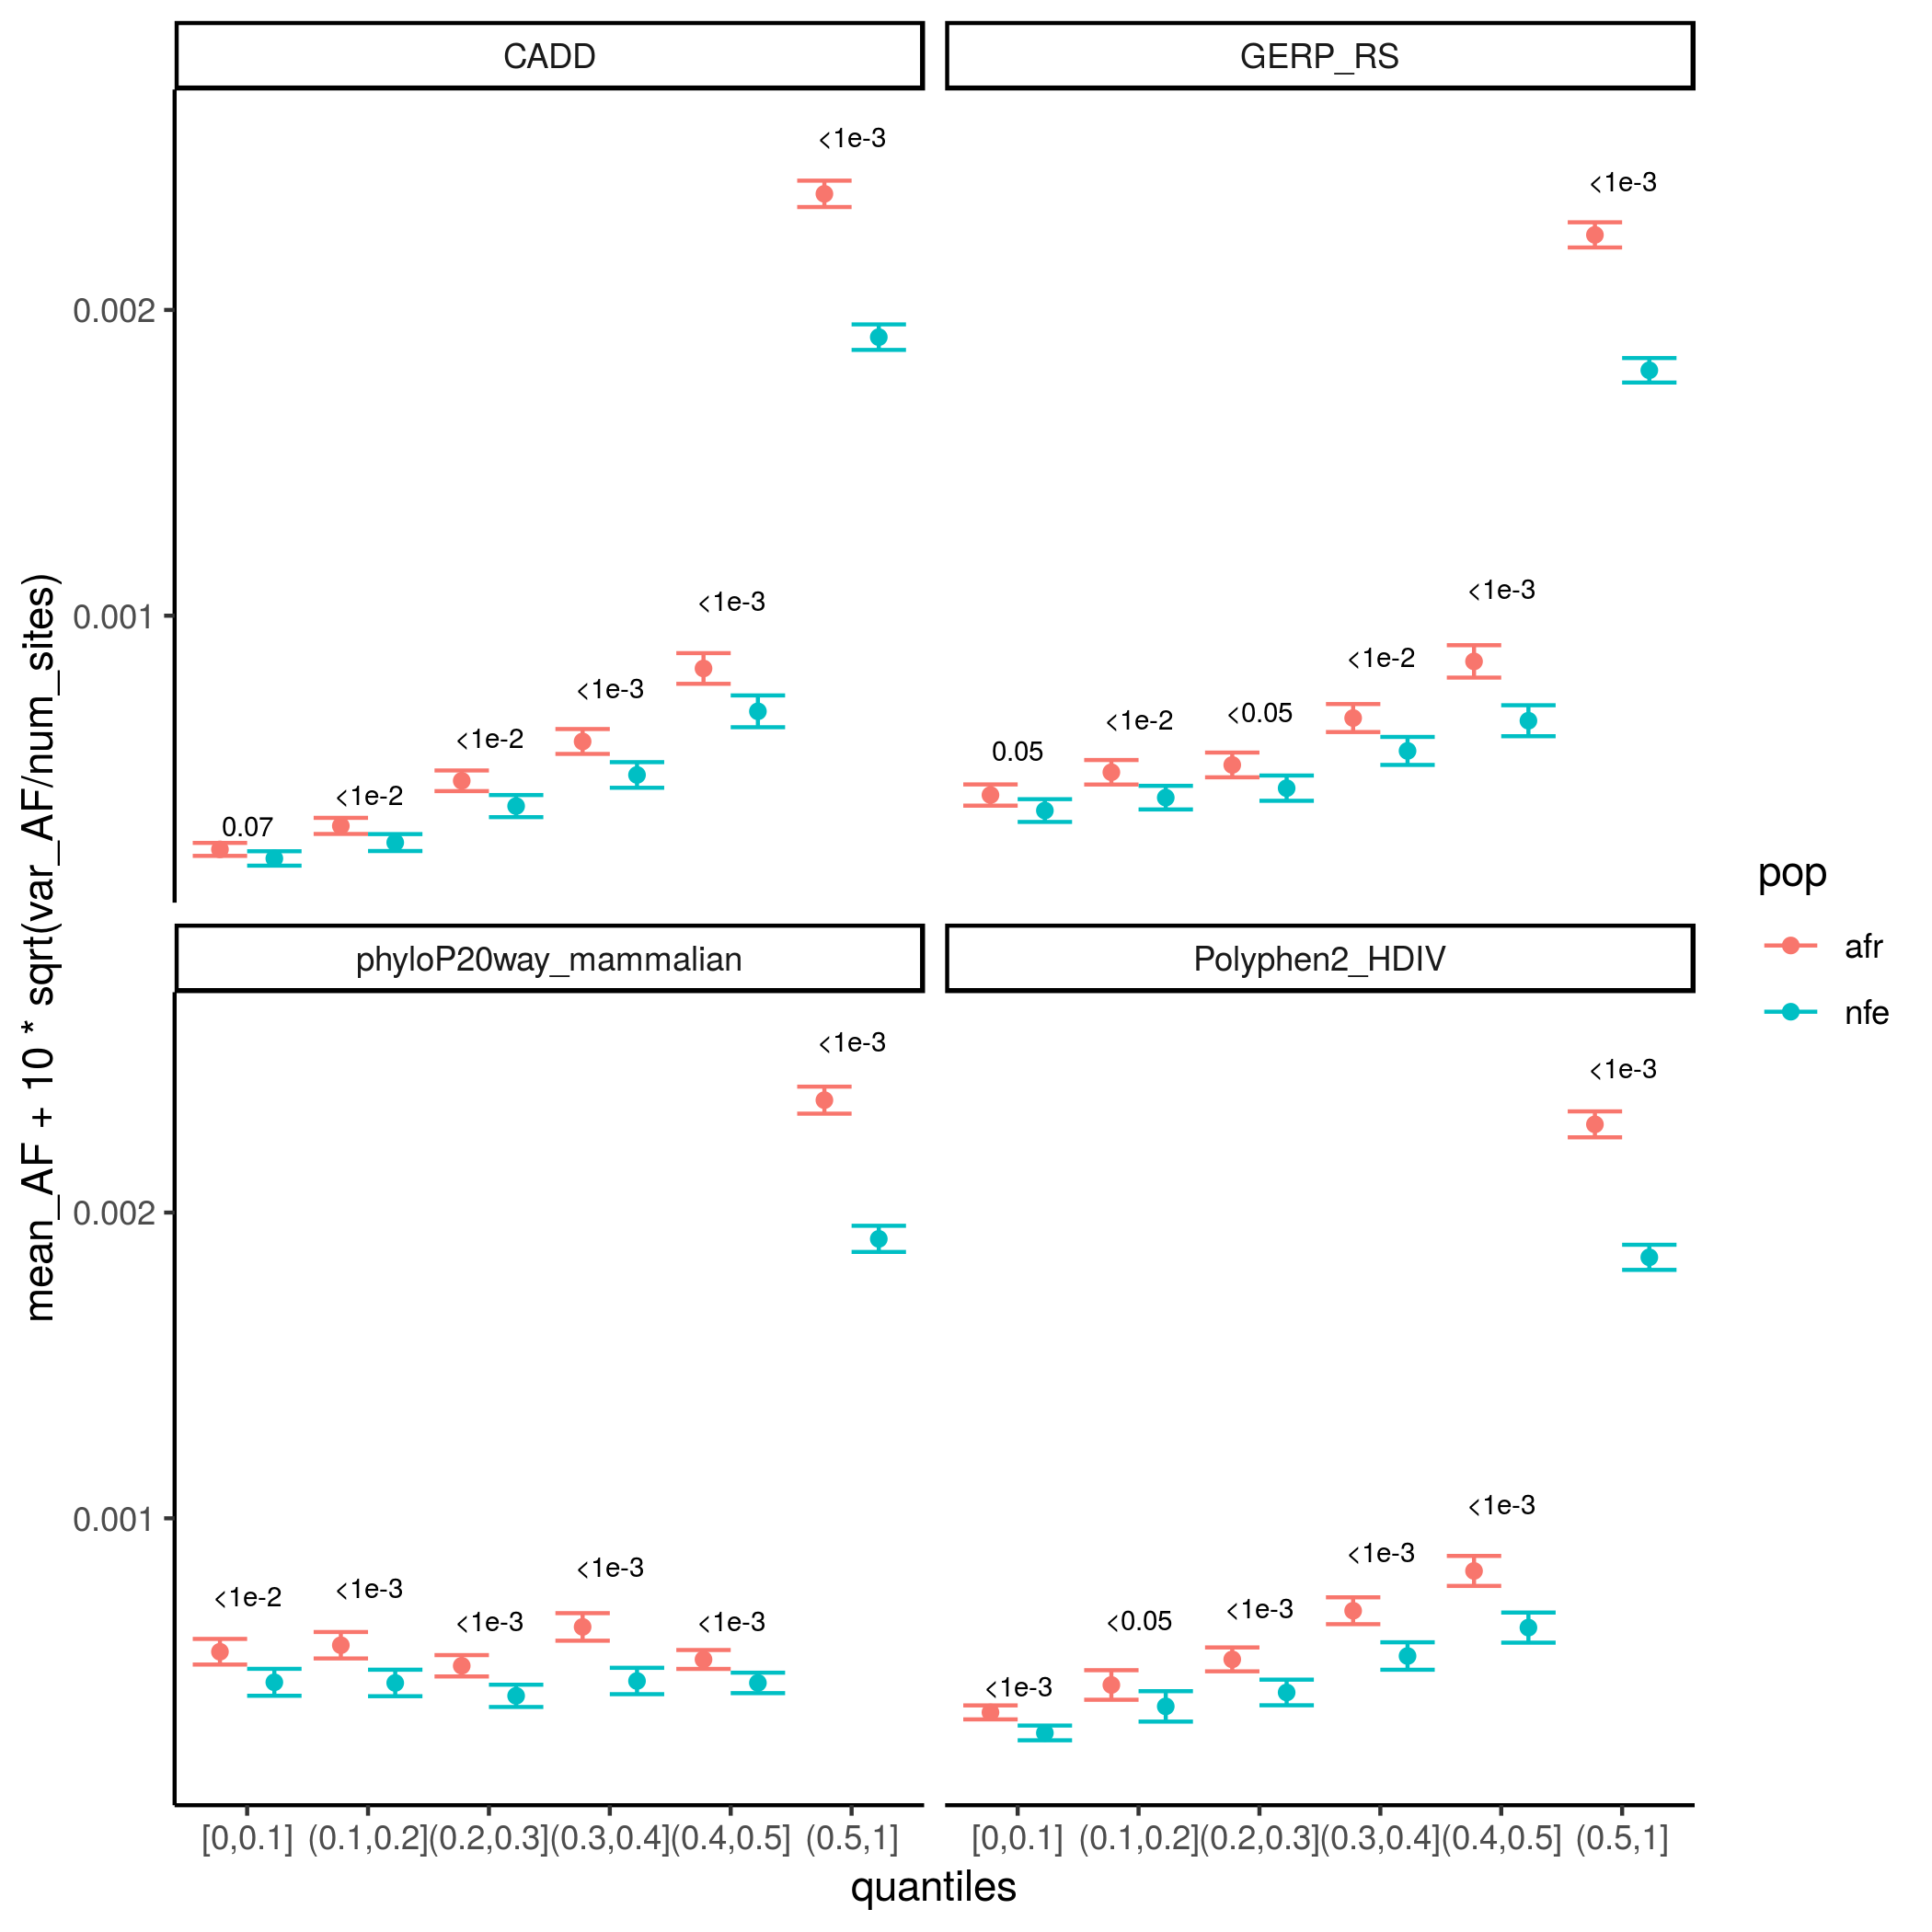 CADD
GERP_RS
<1e-3
<1e-3
0.002
0.001
<1e-3
<1e-3
<1e-3
<1e-2
<1e-2
<0.05
<1e-2
0.05
<1e-2
0.07
mean_AF + 10 * sqrt(var_AF/num_sites)
pop
afr
nfe
phyloP20way_mammalian
Polyphen2_HDIV
<1e-3
<1e-3
0.002
0.001
<1e-3
<1e-3
<1e-3
<1e-2
<1e-3
<1e-3
<1e-3
<0.05
<1e-3
<1e-3
[0,0.1] (0.1,0.2] (0.2,0.3] (0.3,0.4] (0.4,0.5] (0.5,1]
[0,0.1] (0.1,0.2] (0.2,0.3] (0.3,0.4] (0.4,0.5] (0.5,1]
quantiles